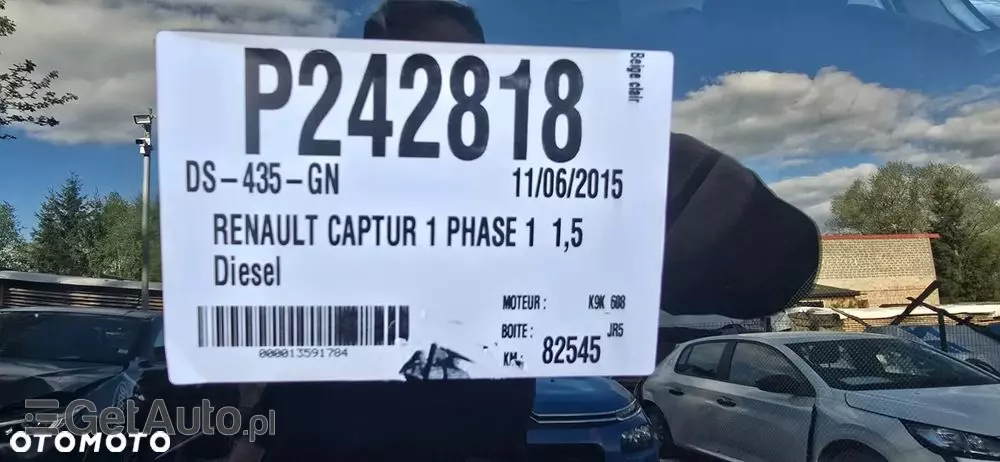 P242818
Beige clair
DS-435-GN
11/06/2015
RENAULT CAPTUR 1 PHASE 1 1,5
Diesel
MOTEUR : K9K 608
BOITE : JR5
KM: 82545
000013591784
GetAuto.pl
OTOMOTO